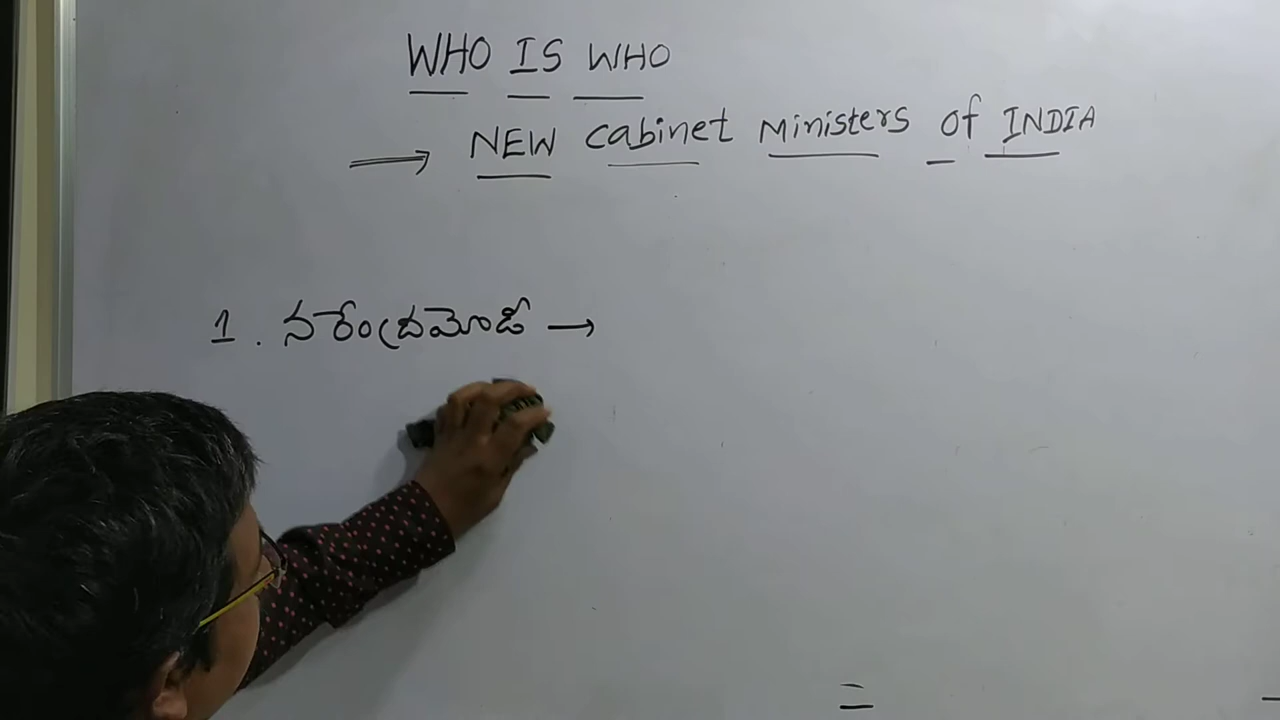 WHO IS WHO
→ NEW cabinet Ministers of INDIA
1. నరేంద్రమోడీ →
=